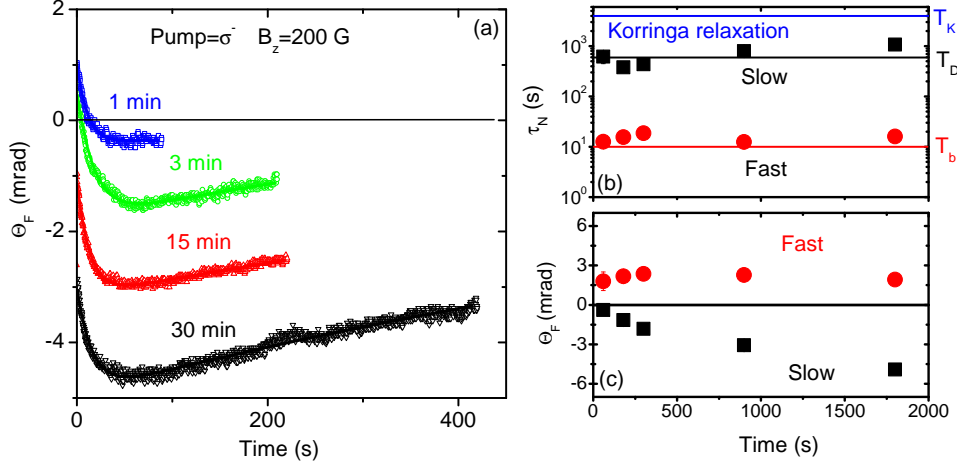 Pump=σ⁻ B_z=200 G (a)
1 min
3 min
15 min
30 min
0
-2
-4
Θ_F (mrad)
0 200 400
Time (s)
Korringa relaxation
T_K
T_D
Slow
T_b
Fast
(b)
10³
10²
10¹
10⁰
τ_N (s)
Fast
Slow
(c)
6
3
0
-3
-6
Θ_F (mrad)
0 500 1000 1500 2000
Time (s)